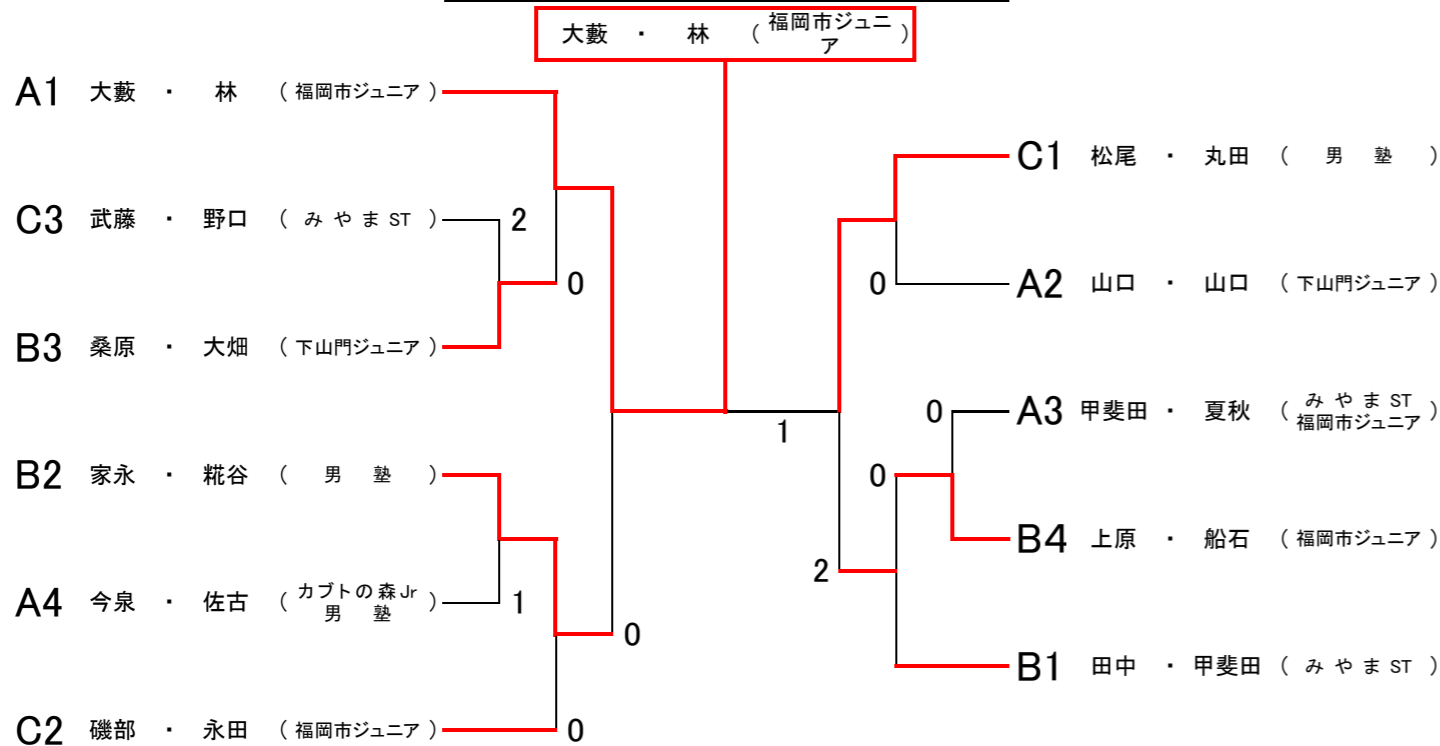 大藪 ・ 林 ( 福岡市ジュニ
ア )
A1 大藪 ・ 林 ( 福岡市ジュニア )
C3 武藤 ・ 野口 ( みやまST ) 2
0
B3 桑原 ・ 大畑 ( 下山門ジュニア )
B2 家永 ・ 糀谷 ( 男塾 )
A4 今泉 ・ 佐古 ( カブトの森Jr
男塾 ) 1
0
C2 磯部 ・ 永田 ( 福岡市ジュニア ) 0
1
C1 松尾 ・ 丸田 ( 男塾 )
0 A2 山口 ・ 山口 ( 下山門ジュニア )
0 A3 甲斐田 ・ 夏秋 ( みやまST
福岡市ジュニア )
0
B4 上原 ・ 船石 ( 福岡市ジュニア )
2
B1 田中 ・ 甲斐田 ( みやまST )